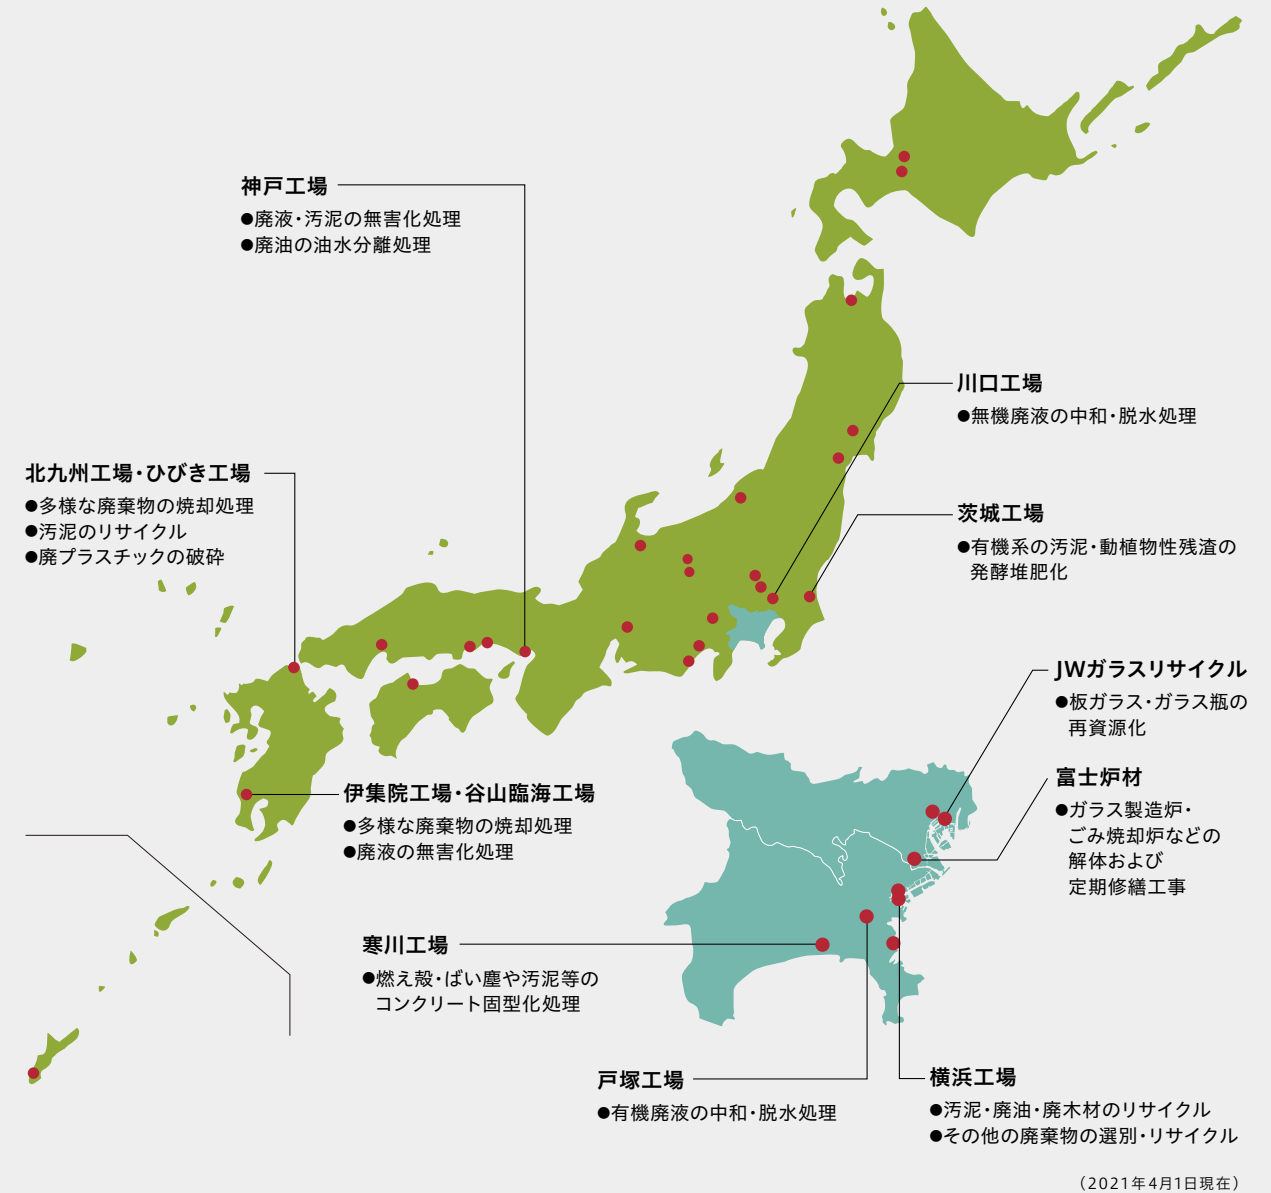 神戸工場
●廃液・汚泥の無害化処理
●廃油の油水分離処理
川口工場
●無機廃液の中和・脱水処理
北九州工場・ひびき工場
●多様な廃棄物の焼却処理
●汚泥のリサイクル
●廃プラスチックの破砕
茨城工場
●有機系の汚泥・動植物性残渣の
発酵堆肥化
JWガラスリサイクル
●板ガラス・ガラス瓶の
再資源化
富士炉材
●ガラス製造炉・
ごみ焼却炉などの
解体および
定期修繕工事
伊集院工場・谷山臨海工場
●多様な廃棄物の焼却処理
●廃液の無害化処理
寒川工場
●燃え殻・ばい塵や汚泥等の
コンクリート固型化処理
戸塚工場
●有機廃液の中和・脱水処理
横浜工場
●汚泥・廃油・廃木材のリサイクル
●その他の廃棄物の選別・リサイクル
（2021年4月1日現在）